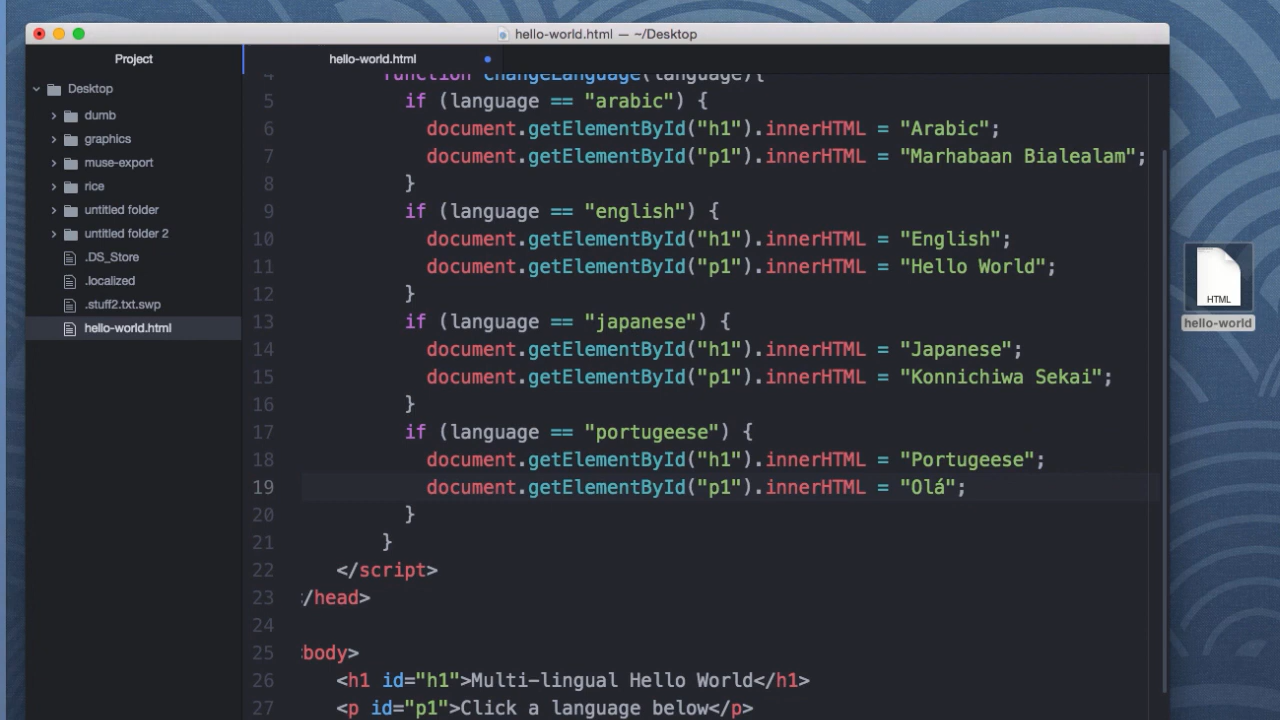 hello-world.html — ~/Desktop
Project
Desktop
dumb
graphics
muse-export
rice
untitled folder
untitled folder 2
.DS_Store
.localized
.stuff2.txt.swp
hello-world.html
hello-world.html
4 function changeLanguage(language){
5 if (language == "arabic") {
6 document.getElementById("h1").innerHTML = "Arabic";
7 document.getElementById("p1").innerHTML = "Marhabaan Bialealam";
8 }
9 if (language == "english") {
10 document.getElementById("h1").innerHTML = "English";
11 document.getElementById("p1").innerHTML = "Hello World";
12 }
13 if (language == "japanese") {
14 document.getElementById("h1").innerHTML = "Japanese";
15 document.getElementById("p1").innerHTML = "Konnichiwa Sekai";
16 }
17 if (language == "portugeese") {
18 document.getElementById("h1").innerHTML = "Portugeese";
19 document.getElementById("p1").innerHTML = "Olá";
20 }
21 }
22 </script>
23 /head>
24
25 body>
26 <h1 id="h1">Multi-lingual Hello World</h1>
27 <p id="p1">Click a language below</p>
HTML
hello-world